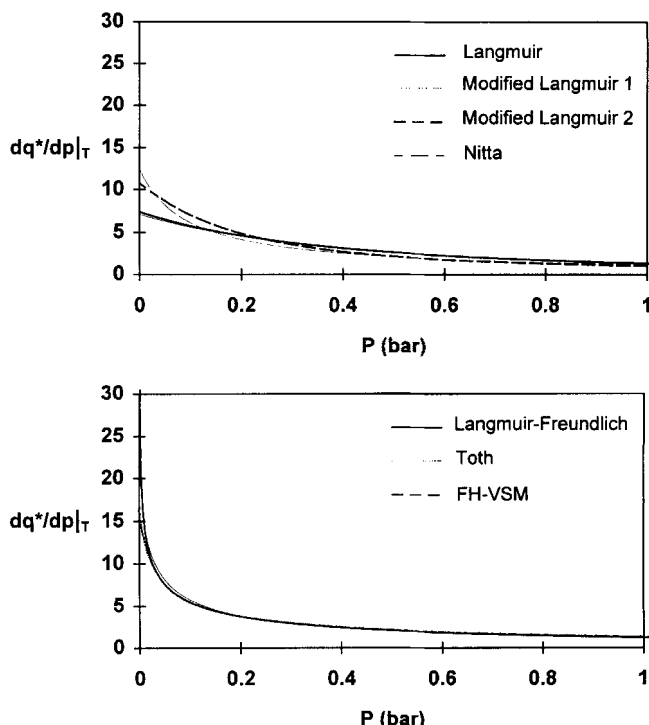 30
25
20
15
10
5
0
dq*/dp|T
Langmuir
Modified Langmuir 1
Modified Langmuir 2
Nitta
0 0.2 0.4 0.6 0.8 1
P (bar)
30
25
20
15
10
5
0
dq*/dp|T
Langmuir-Freundlich
Toth
FH-VSM
0 0.2 0.4 0.6 0.8 1
P (bar)